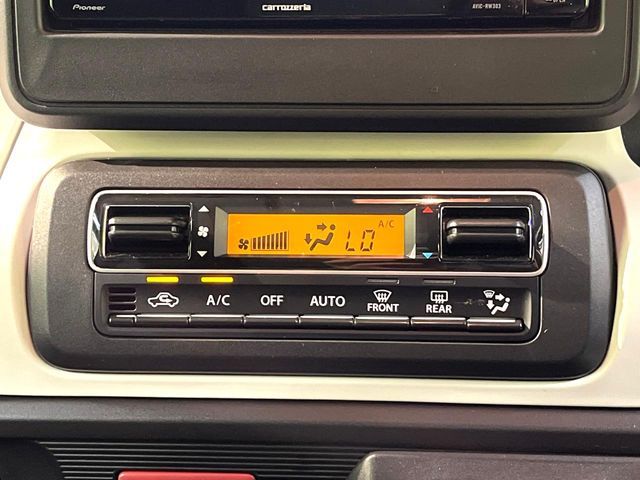 Pioneer carrozzeria AVIC-RW303
A/C
LO
A/C OFF AUTO FRONT REAR